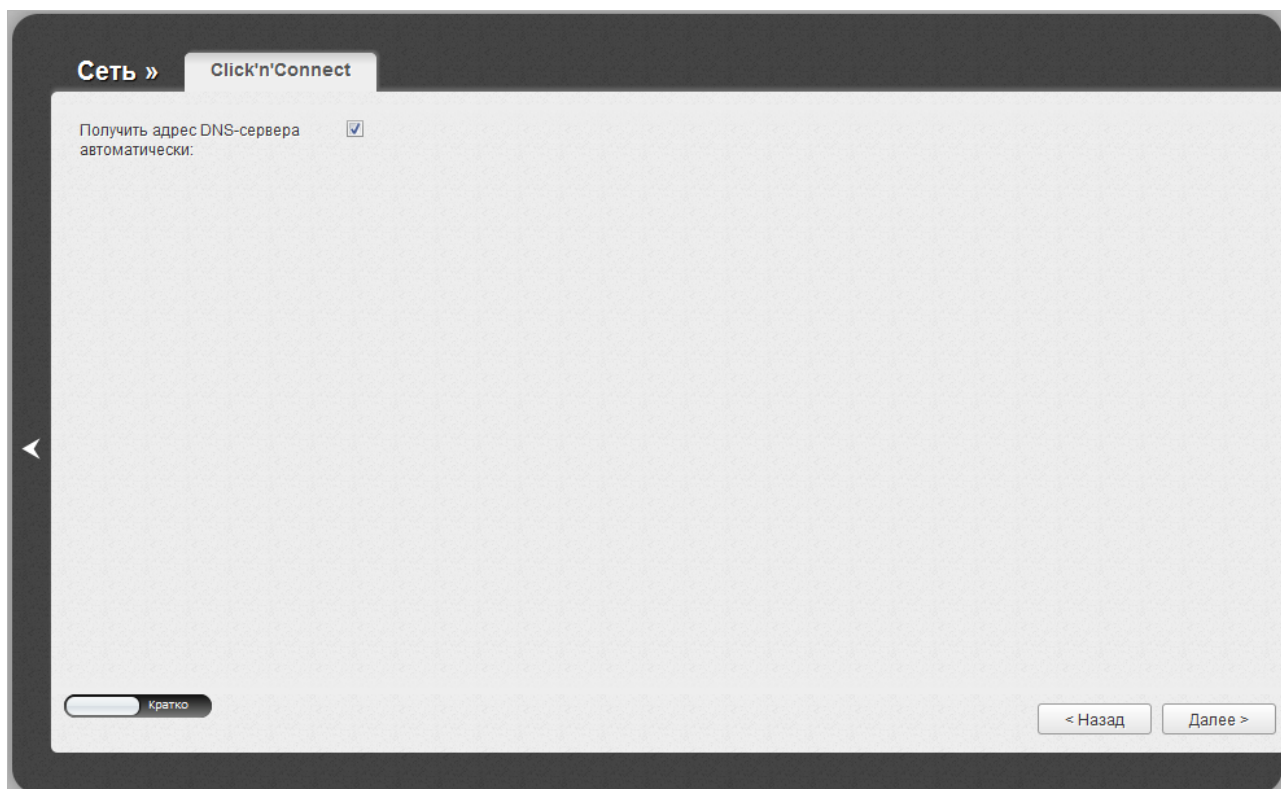 Сеть »
Click'n'Connect
Получить адрес DNS-сервера
автоматически:
Кратко
< Назад
Далее >